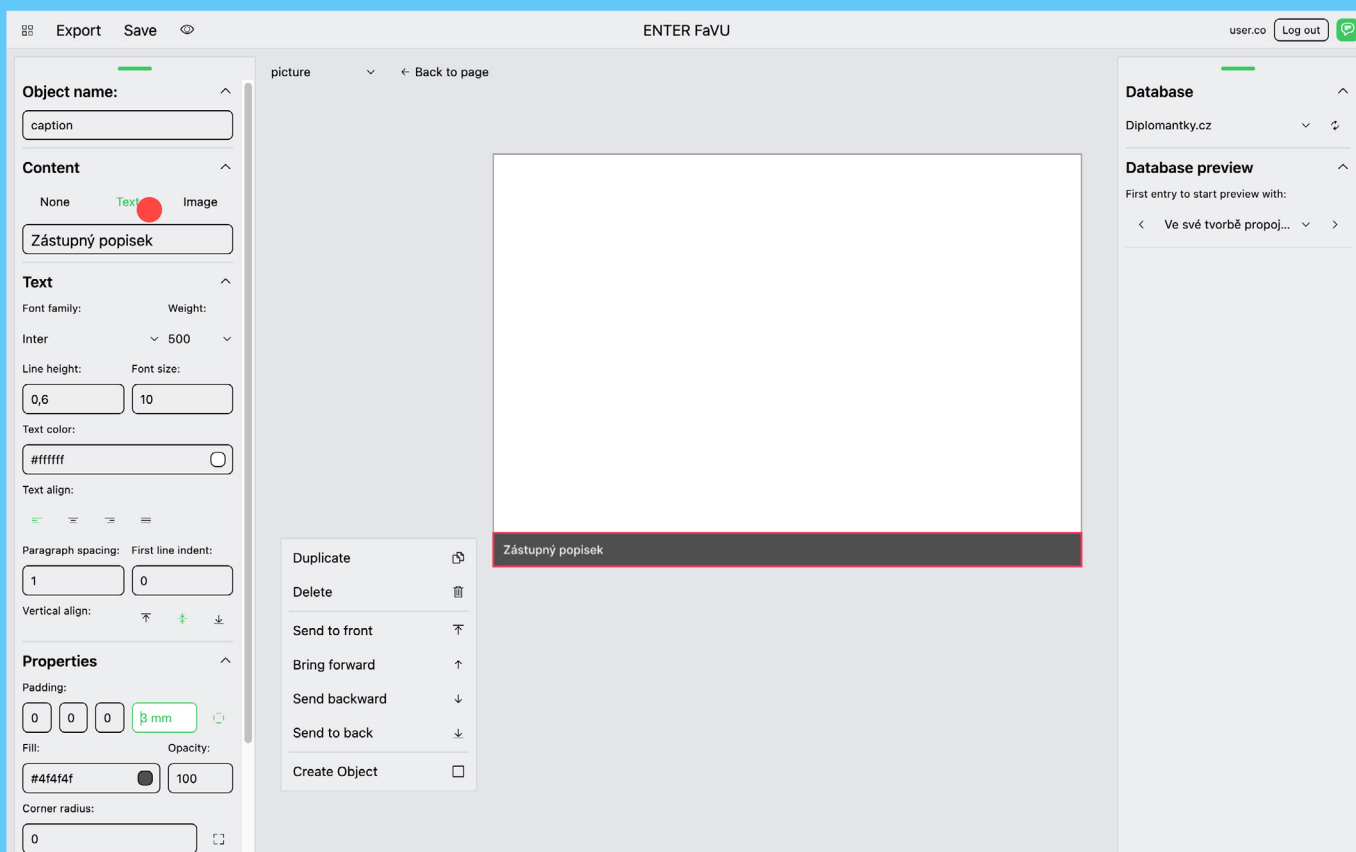 Export Save ENTER FaVU user.co Log out
picture ← Back to page
Object name:
caption
Content
None Text Image
Zástupný popisek
Text
Font family: Weight:
Inter 500
Line height: Font size:
0,6 10
Text color:
#ffffff
Text align:
Paragraph spacing: First line indent:
1 0
Vertical align:
Properties
Padding:
0 0 0 3 mm
Fill: Opacity:
#4f4f4f 100
Corner radius:
0
Zástupný popisek
Duplicate
Delete
Send to front
Bring forward
Send backward
Send to back
Create Object
Database
Diplomantky.cz
Database preview
First entry to start preview with:
Ve své tvorbě propoj...